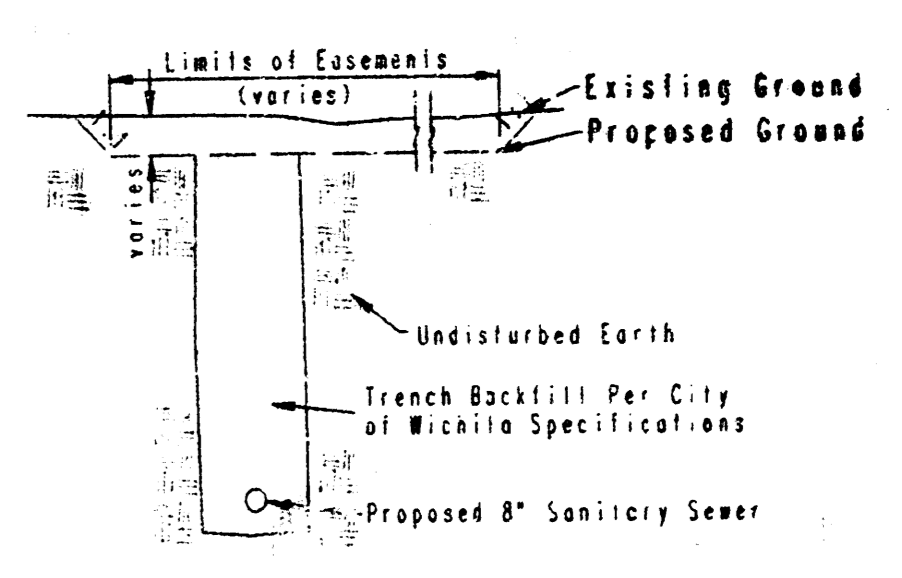 Limits of Easements
(varies)
Existing Ground
Proposed Ground
varies
Undisturbed Earth
Trench Backfill Per City
of Wichita Specifications
Proposed 8" Sanitary Sewer